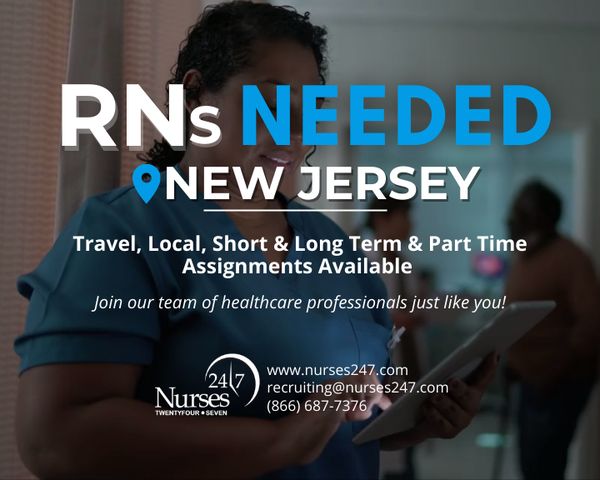 RNs NEEDED
NEW JERSEY
Travel, Local, Short & Long Term & Part Time
Assignments Available
Join our team of healthcare professionals just like you!
24 7
Nurses
TWENTYFOUR • SEVEN
www.nurses247.com
recruiting@nurses247.com
(866) 687-7376